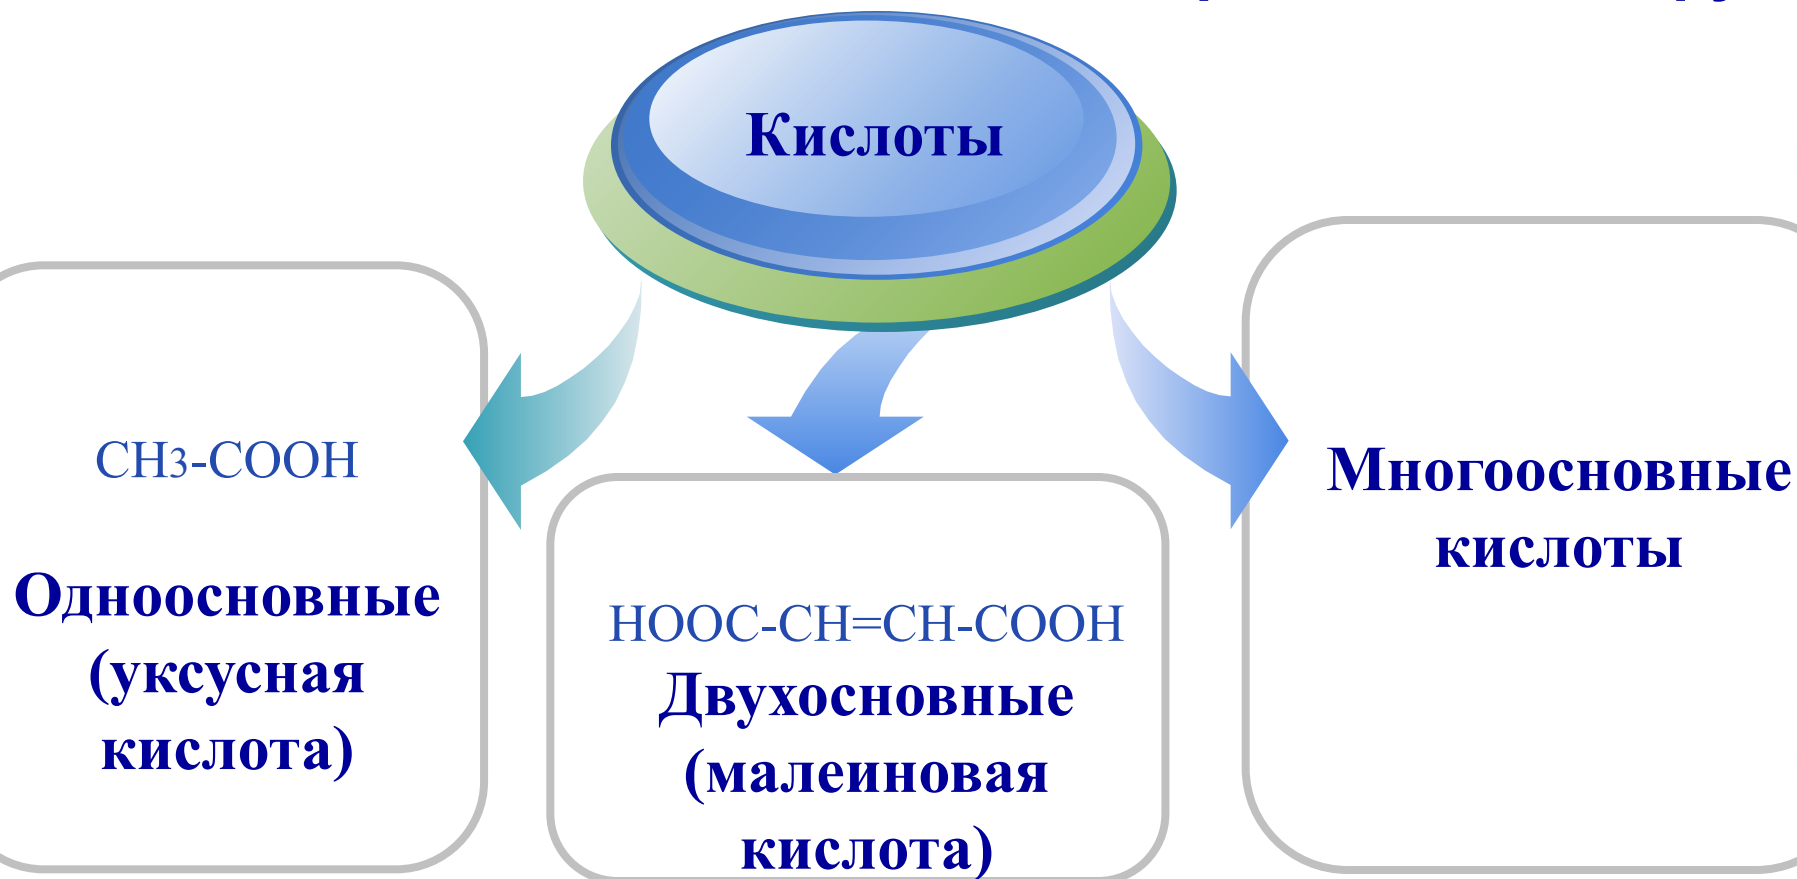 Кислоты
CH3-COOH
Одноосновные
(уксусная
кислота)
HOOC-CH=CH-COOH
Двухосновные
(малеиновая
кислота)
Многоосновные
кислоты